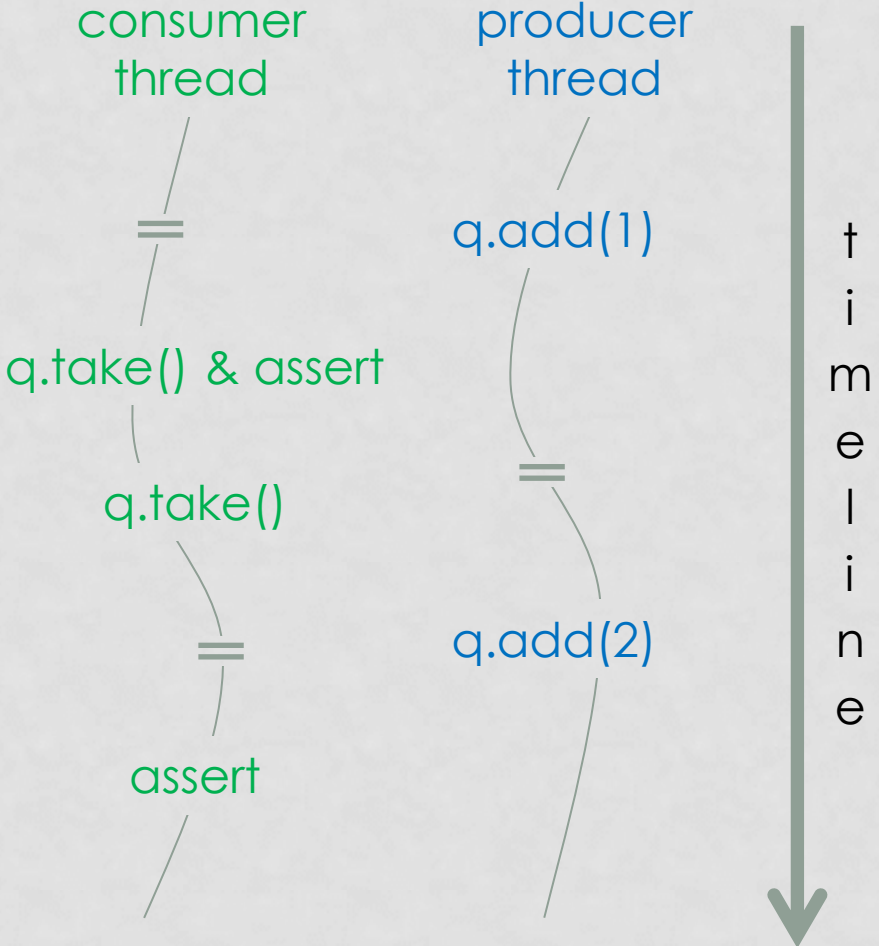 consumer
thread
producer
thread
q.add(1)
q.take() & assert
q.take()
q.add(2)
assert
t
i
m
e
l
i
n
e